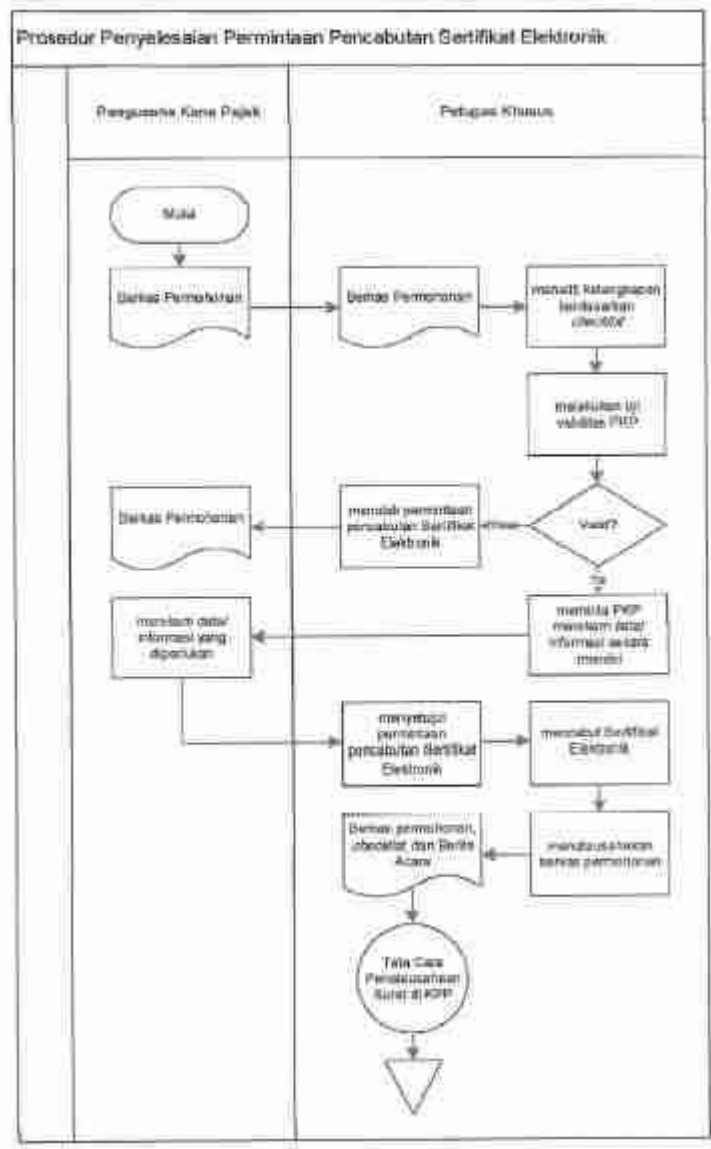 Prosedur Penyelesaian Permintaan Pencabutan Sertifikat Elektronik
Pengusaha Kena Pajak
Petugas Khusus
Mulai
Berkas Permohonan
Berkas Permohonan
meneliti kelengkapan
berdasarkan
checklist
melakukan uji
validitas PKP
Valid?
Tidak
menolak permintaan
pencabutan Sertifikat
Elektronik
Berkas Permohonan
Ya
meminta PKP
merekam data/
informasi secara
mandiri
merekam data/
informasi yang
diperlukan
menyetujui
permintaan
pencabutan Sertifikat
Elektronik
mencabut Sertifikat
Elektronik
menatausahakan
berkas permohonan
Berkas permohonan,
checklist dan Berita
Acara
Tata Cara
Penatausahaan
Surat di KPP